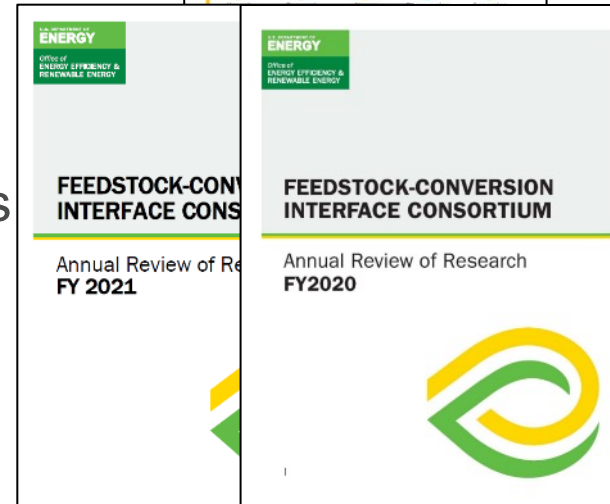 S
U.S. DEPARTMENT OF
ENERGY
Office of
ENERGY EFFICIENCY &
RENEWABLE ENERGY
FEEDSTOCK-CONV
INTERFACE CONS
Annual Review of Re
FY 2021
U.S. DEPARTMENT OF
ENERGY
Office of
ENERGY EFFICIENCY &
RENEWABLE ENERGY
FEEDSTOCK-CONVERSION
INTERFACE CONSORTIUM
Annual Review of Research
FY2020